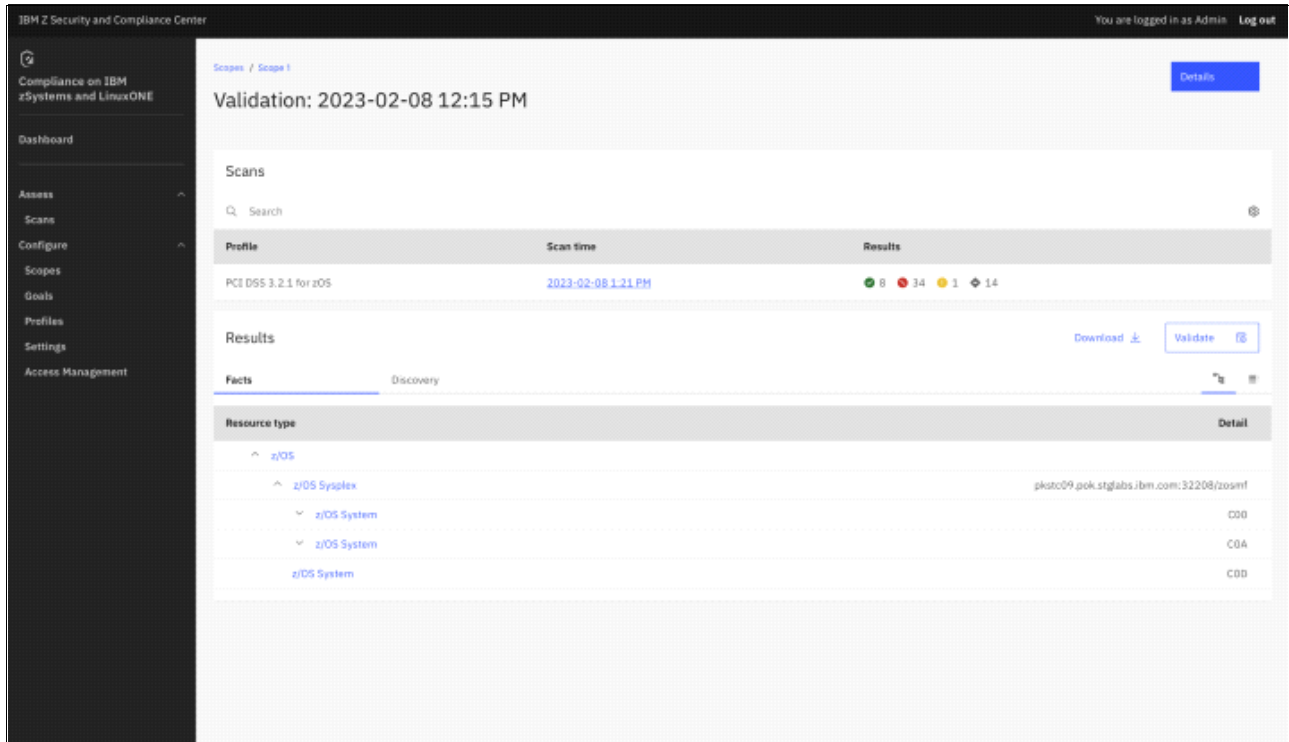 IBM Z Security and Compliance Center
You are logged in as Admin Log out
Compliance on IBM
zSystems and LinuxONE
Dashboard
Assess
Scans
Configure
Scopes
Goals
Profiles
Settings
Access Management
Scopes / Scope 1
Validation: 2023-02-08 12:15 PM
Details
Scans
Search
Profile Scan time Results
PCI DSS 3.2.1 for zOS 2023-02-08 1:21 PM 8 34 1 14
Results
Download Validate
Facts Discovery
Resource type Detail
z/OS
z/OS Sysplex pkstc09.pok.stglabs.ibm.com:32208/zosmf
z/OS System
z/OS System C0A
z/OS System